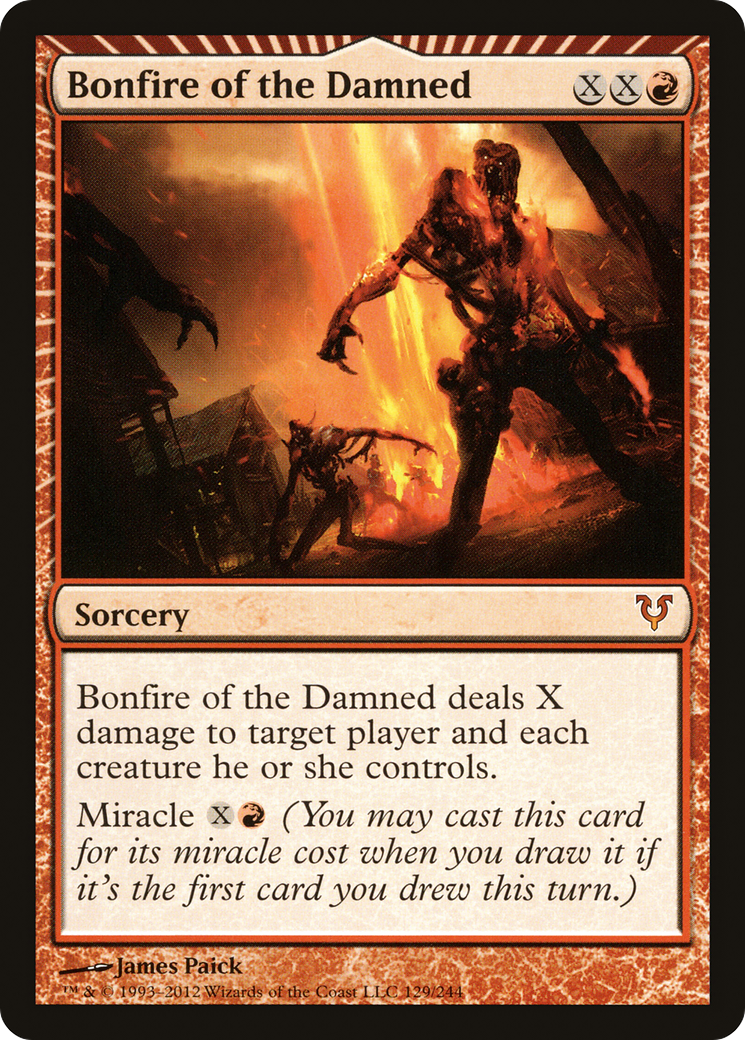 Bonfire of the Damned XX
Sorcery
Bonfire of the Damned deals X
damage to target player and each
creature he or she controls.
Miracle X (You may cast this card
for its miracle cost when you draw it if
it's the first card you drew this turn.)
James Paick
™ & © 1993–2012 Wizards of the Coast LLC 129/244